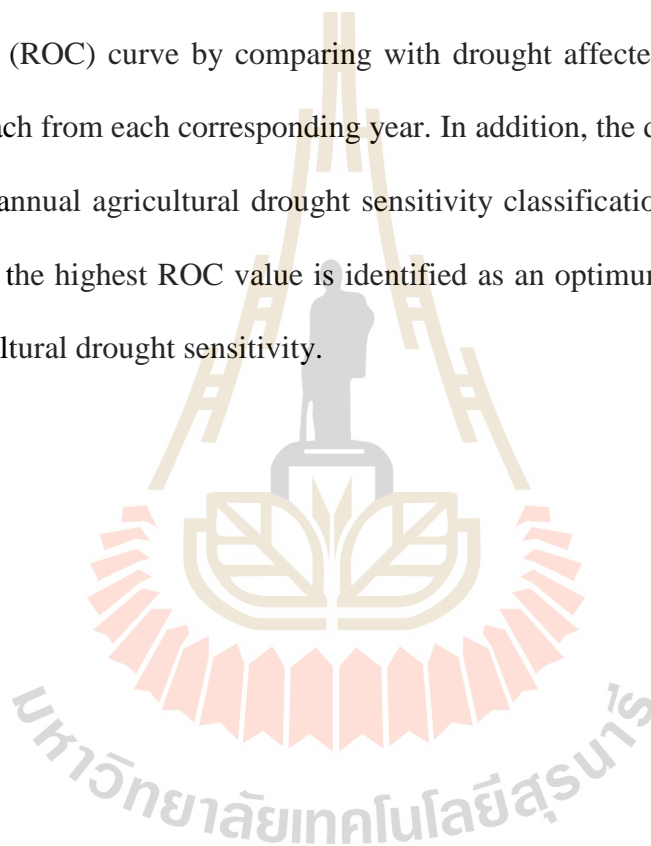 (ROC) curve by comparing with drought affecte
ach from each corresponding year. In addition, the
annual agricultural drought sensitivity classificatio
the highest ROC value is identified as an optimum
ltural drought sensitivity.
มหาวิทยาลัยเทคโนโลยีสุรนารี